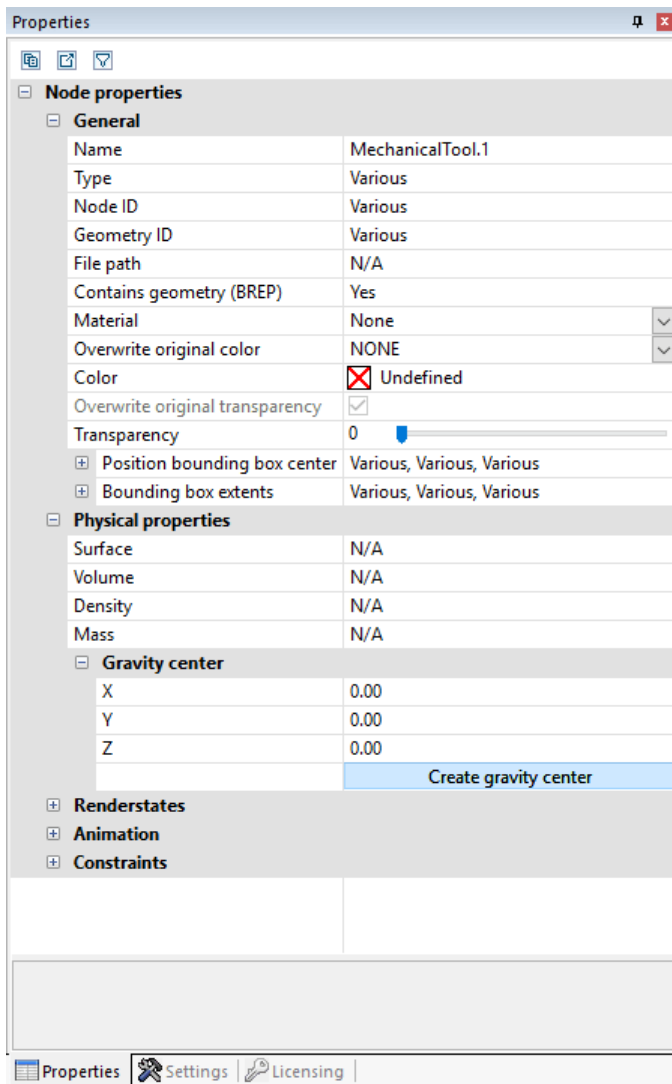 Properties
Node properties
General
Name MechanicalTool.1
Type Various
Node ID Various
Geometry ID Various
File path N/A
Contains geometry (BREP) Yes
Material None
Overwrite original color NONE
Color Undefined
Overwrite original transparency
Transparency 0
Position bounding box center Various, Various, Various
Bounding box extents Various, Various, Various
Physical properties
Surface N/A
Volume N/A
Density N/A
Mass N/A
Gravity center
X 0.00
Y 0.00
Z 0.00
Create gravity center
Renderstates
Animation
Constraints
Properties Settings Licensing